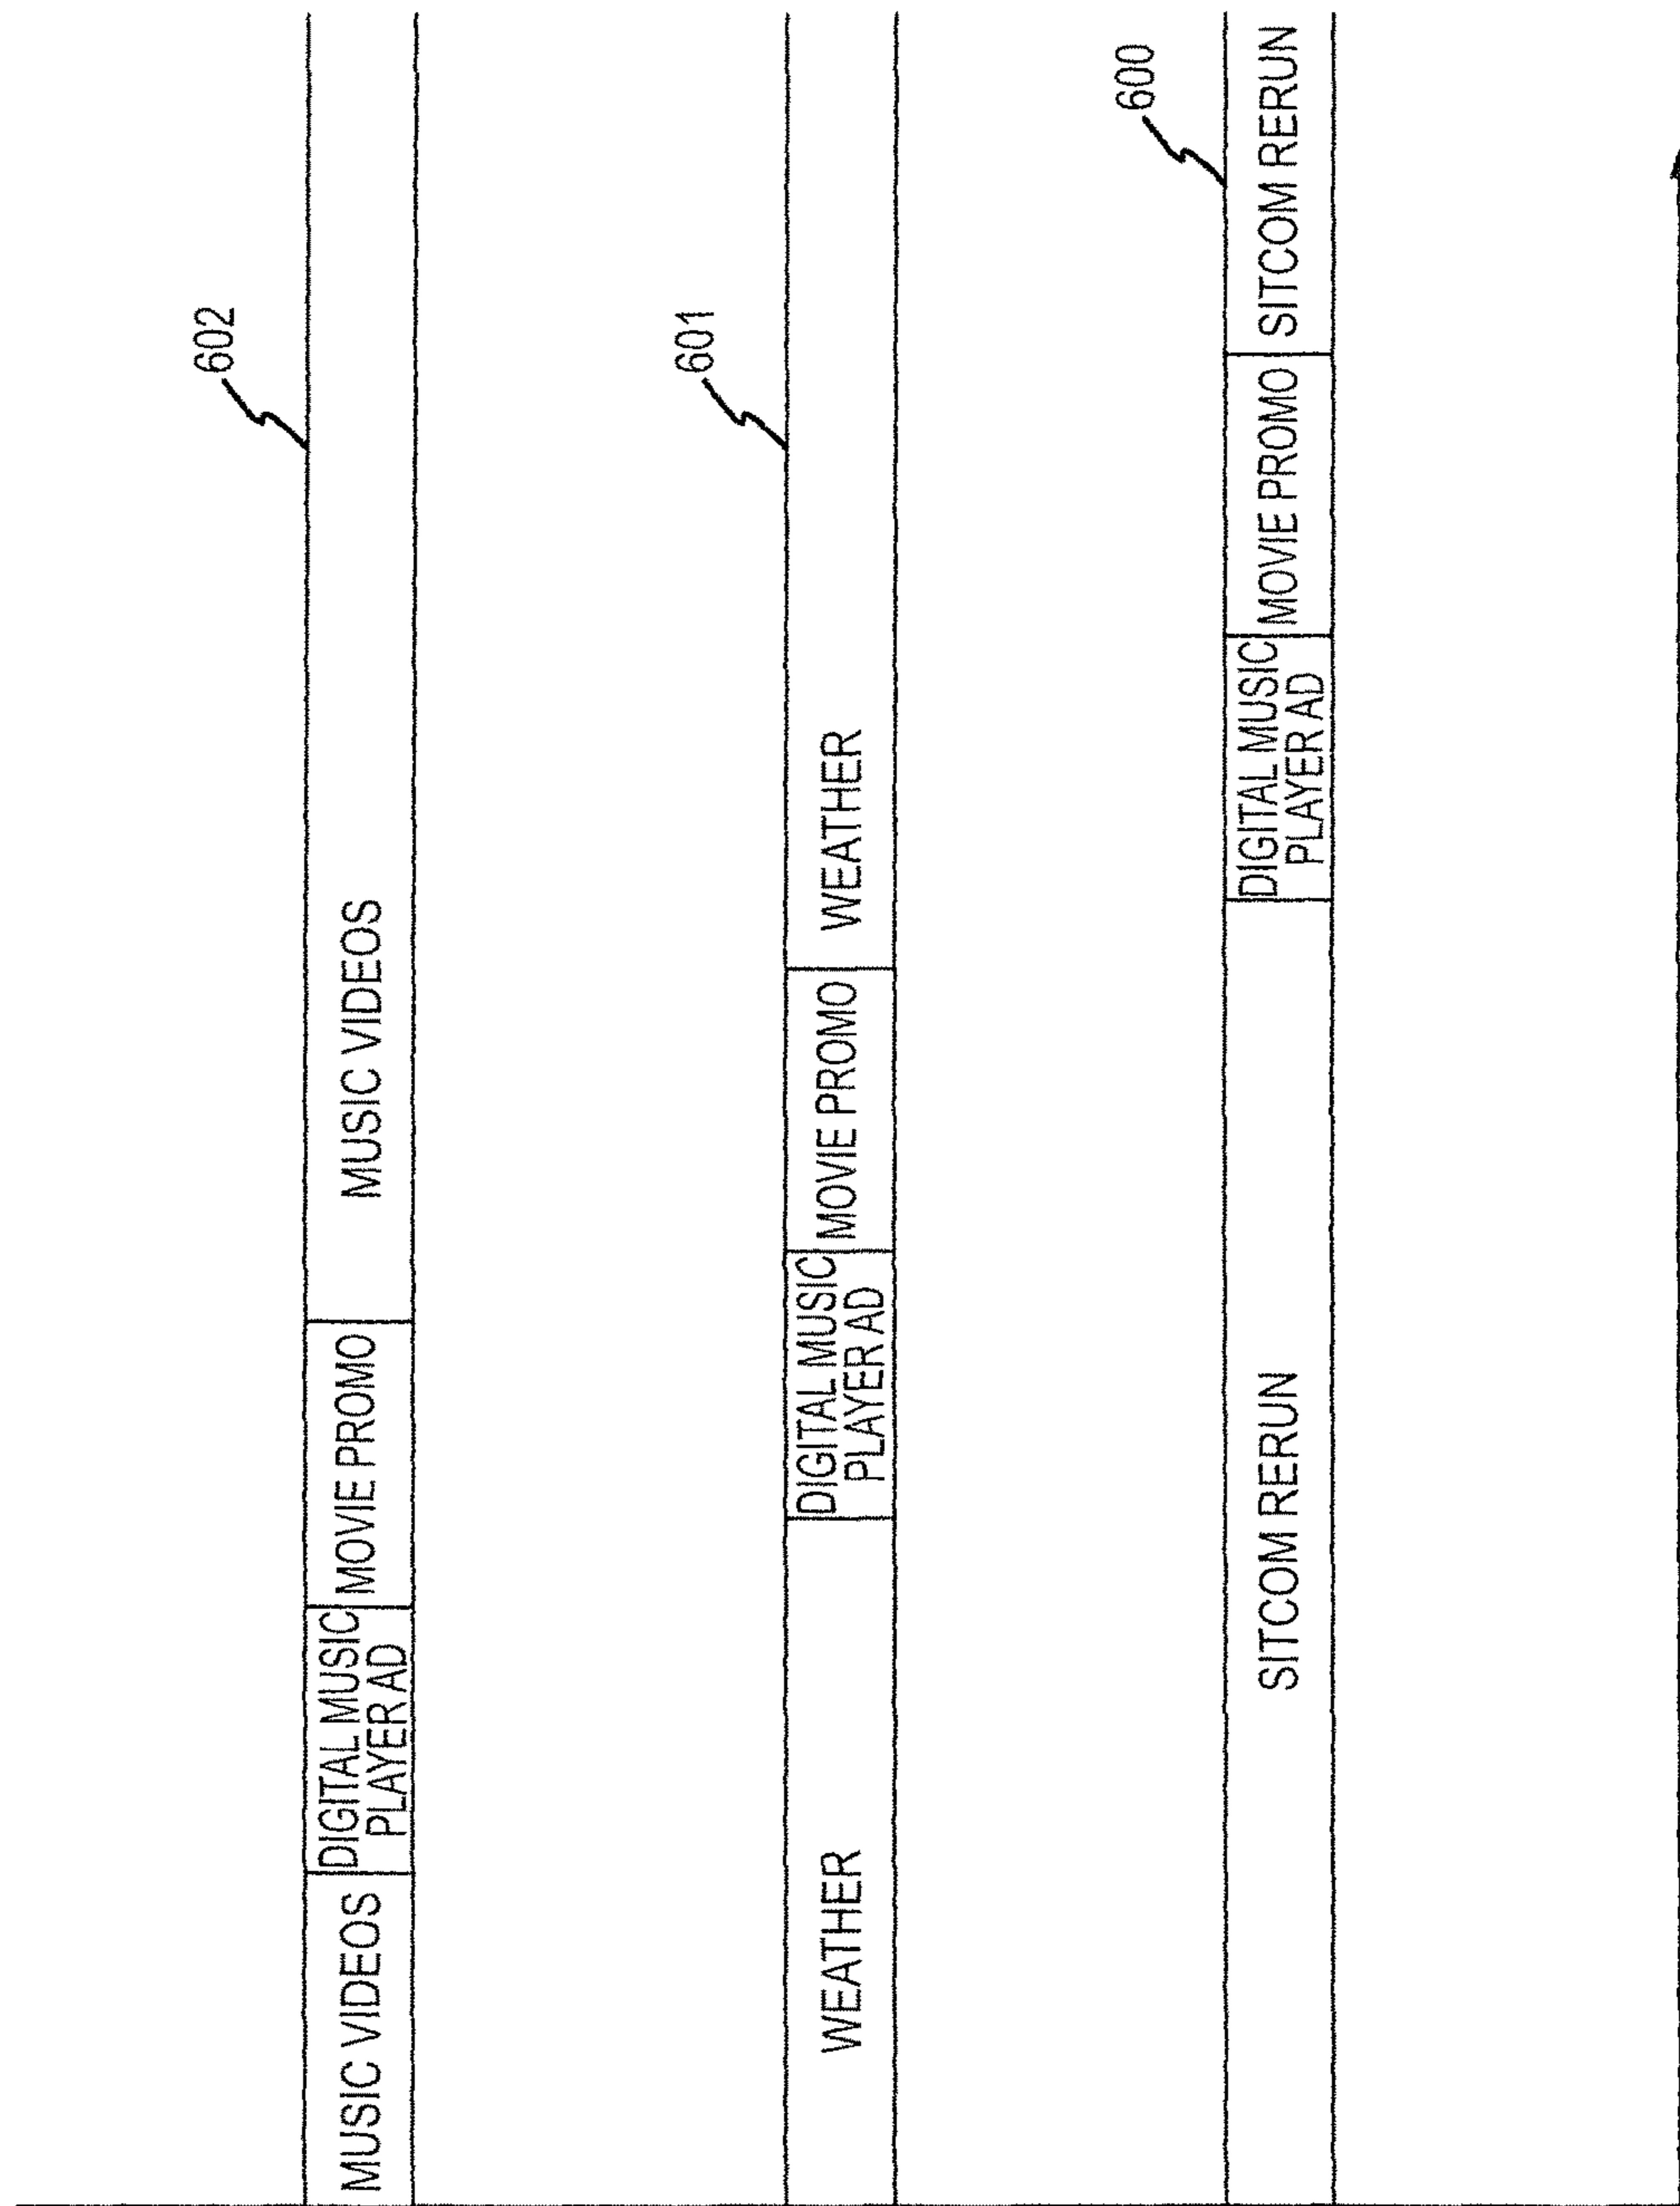 602
MUSIC VIDEOS
DIGITAL MUSIC
PLAYER AD
MOVIE PROMO
MUSIC VIDEOS
601
WEATHER
DIGITAL MUSIC
PLAYER AD
MOVIE PROMO
WEATHER
600
SITCOM RERUN
DIGITAL MUSIC
PLAYER AD
MOVIE PROMO
SITCOM RERUN